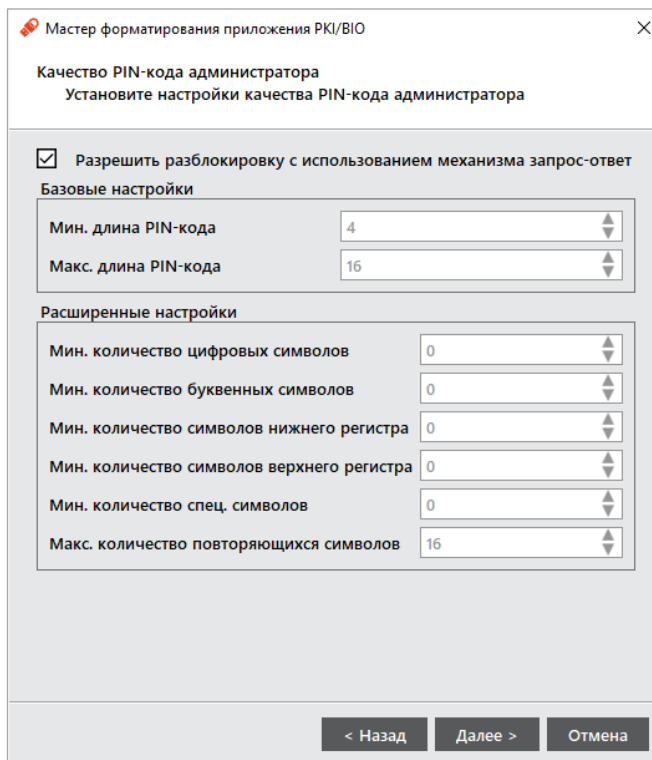 Мастер форматирования приложения PKI/BIO
Качество PIN-кода администратора
Установите настройки качества PIN-кода администратора
Разрешить разблокировку с использованием механизма запрос-ответ
Базовые настройки
Мин. длина PIN-кода 4
Макс. длина PIN-кода 16
Расширенные настройки
Мин. количество цифровых символов 0
Мин. количество буквенных символов 0
Мин. количество символов нижнего регистра 0
Мин. количество символов верхнего регистра 0
Мин. количество спец. символов 0
Макс. количество повторяющихся символов 16
< Назад Далее > Отмена